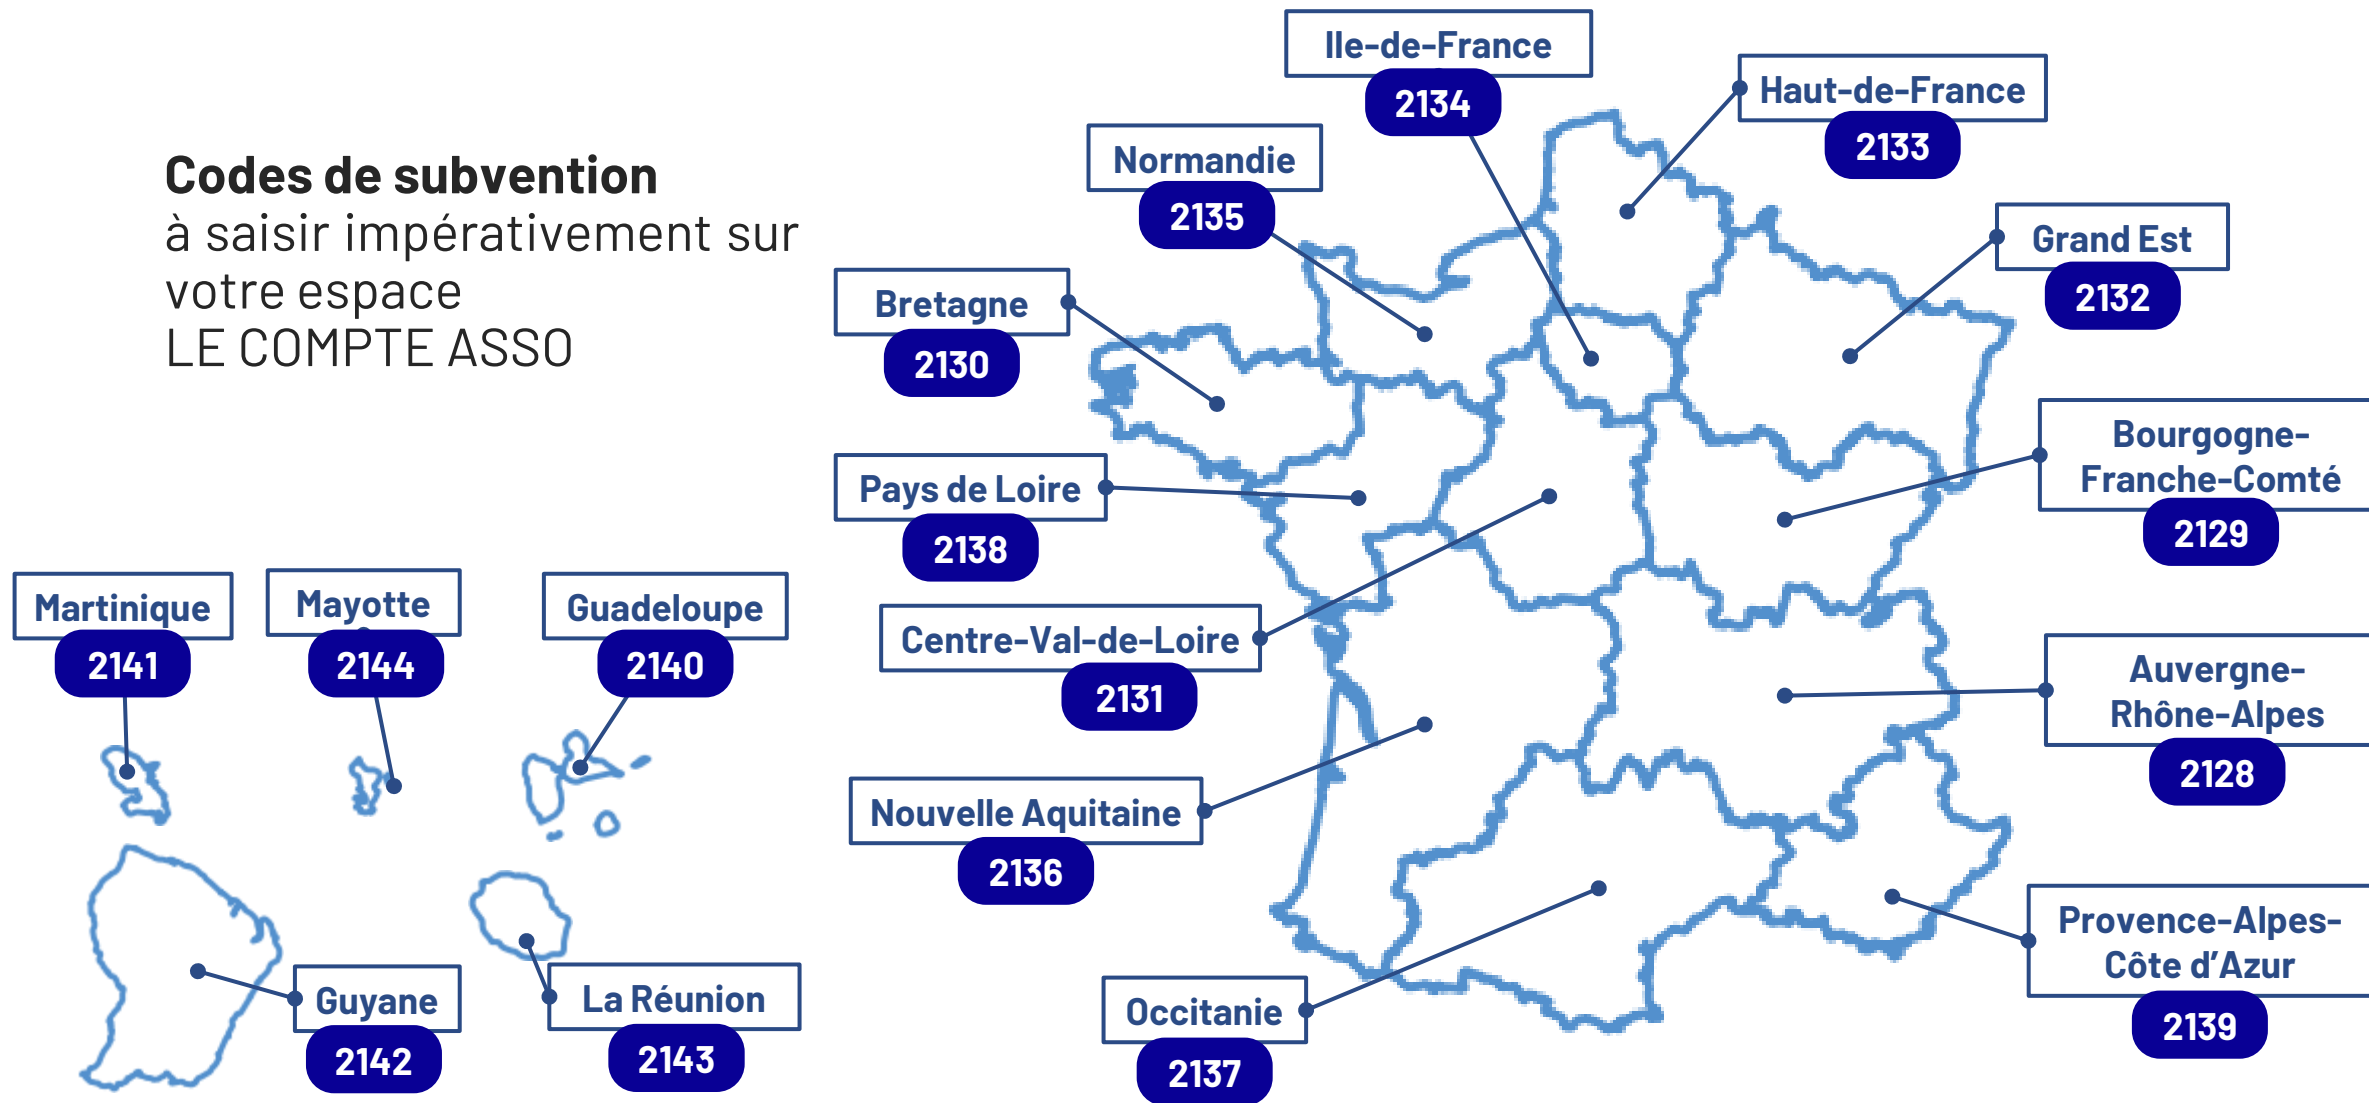 Codes de subvention
à saisir impérativement sur
votre espace
LE COMPTE ASSO
Ile-de-France
2134
Haut-de-France
2133
Normandie
2135
Grand Est
2132
Bretagne
2130
Bourgogne-
Franche-Comté
2129
Pays de Loire
2138
Centre-Val-de-Loire
2131
Auvergne-
Rhône-Alpes
2128
Nouvelle Aquitaine
2136
Provence-Alpes-
Côte d’Azur
2139
Occitanie
2137
Martinique
2141
Mayotte
2144
Guadeloupe
2140
Guyane
2142
La Réunion
2143